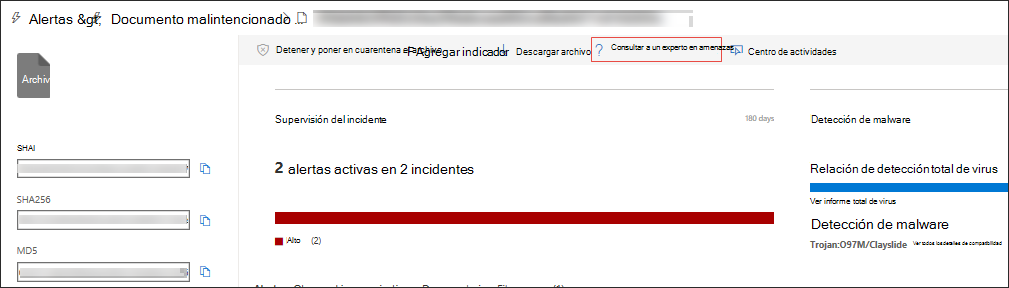 Alertas &gt; Documento malintencionado ...
Detener y poner en cuarentena el archivo Agregar indicador Descargar archivo Consultar a un experto en amenazas Centro de actividades
Archiv
Supervisión del incidente 180 days Detección de malware
SHAI
2 alertas activas en 2 incidentes Relación de detección total de virus
Ver informe total de virus
SHA256
Detección de malware
Alto (2)
Trojan:O97M/Clayslide Ver todos los detalles de compatibilidad
MD5